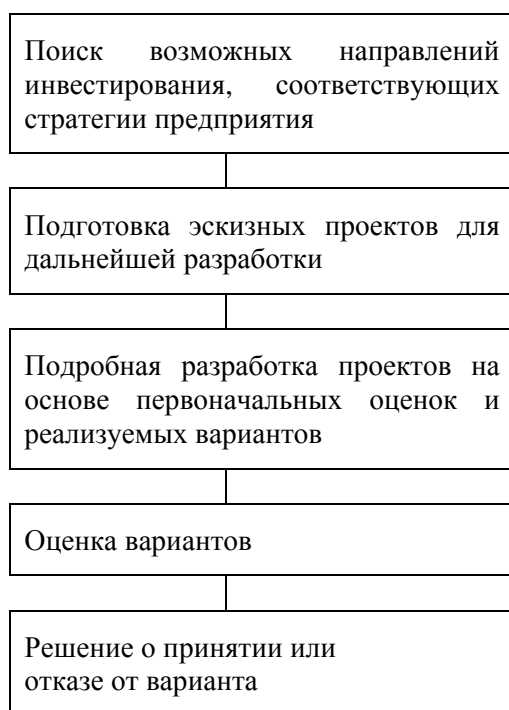 Поиск возможных направлений
инвестирования, соответствующих
стратегии предприятия
Подготовка эскизных проектов для
дальнейшей разработки
Подробная разработка проектов на
основе первоначальных оценок и
реализуемых вариантов
Оценка вариантов
Решение о принятии или
отказе от варианта